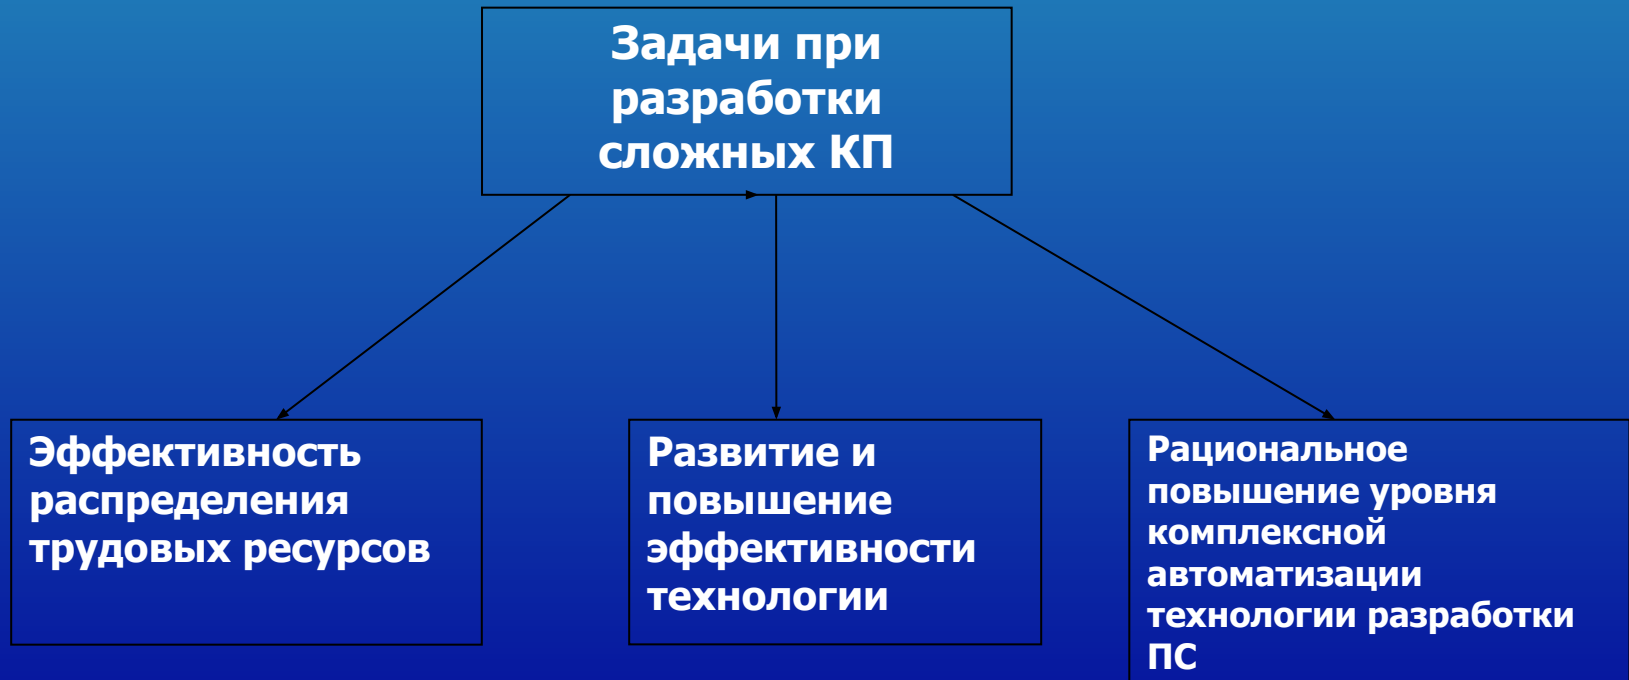 Задачи при
разработки
сложных КП
Эффективность
распределения
трудовых ресурсов
Развитие и
повышение
эффективности
технологии
Рациональное
повышение уровня
комплексной
автоматизации
технологии разработки
ПС